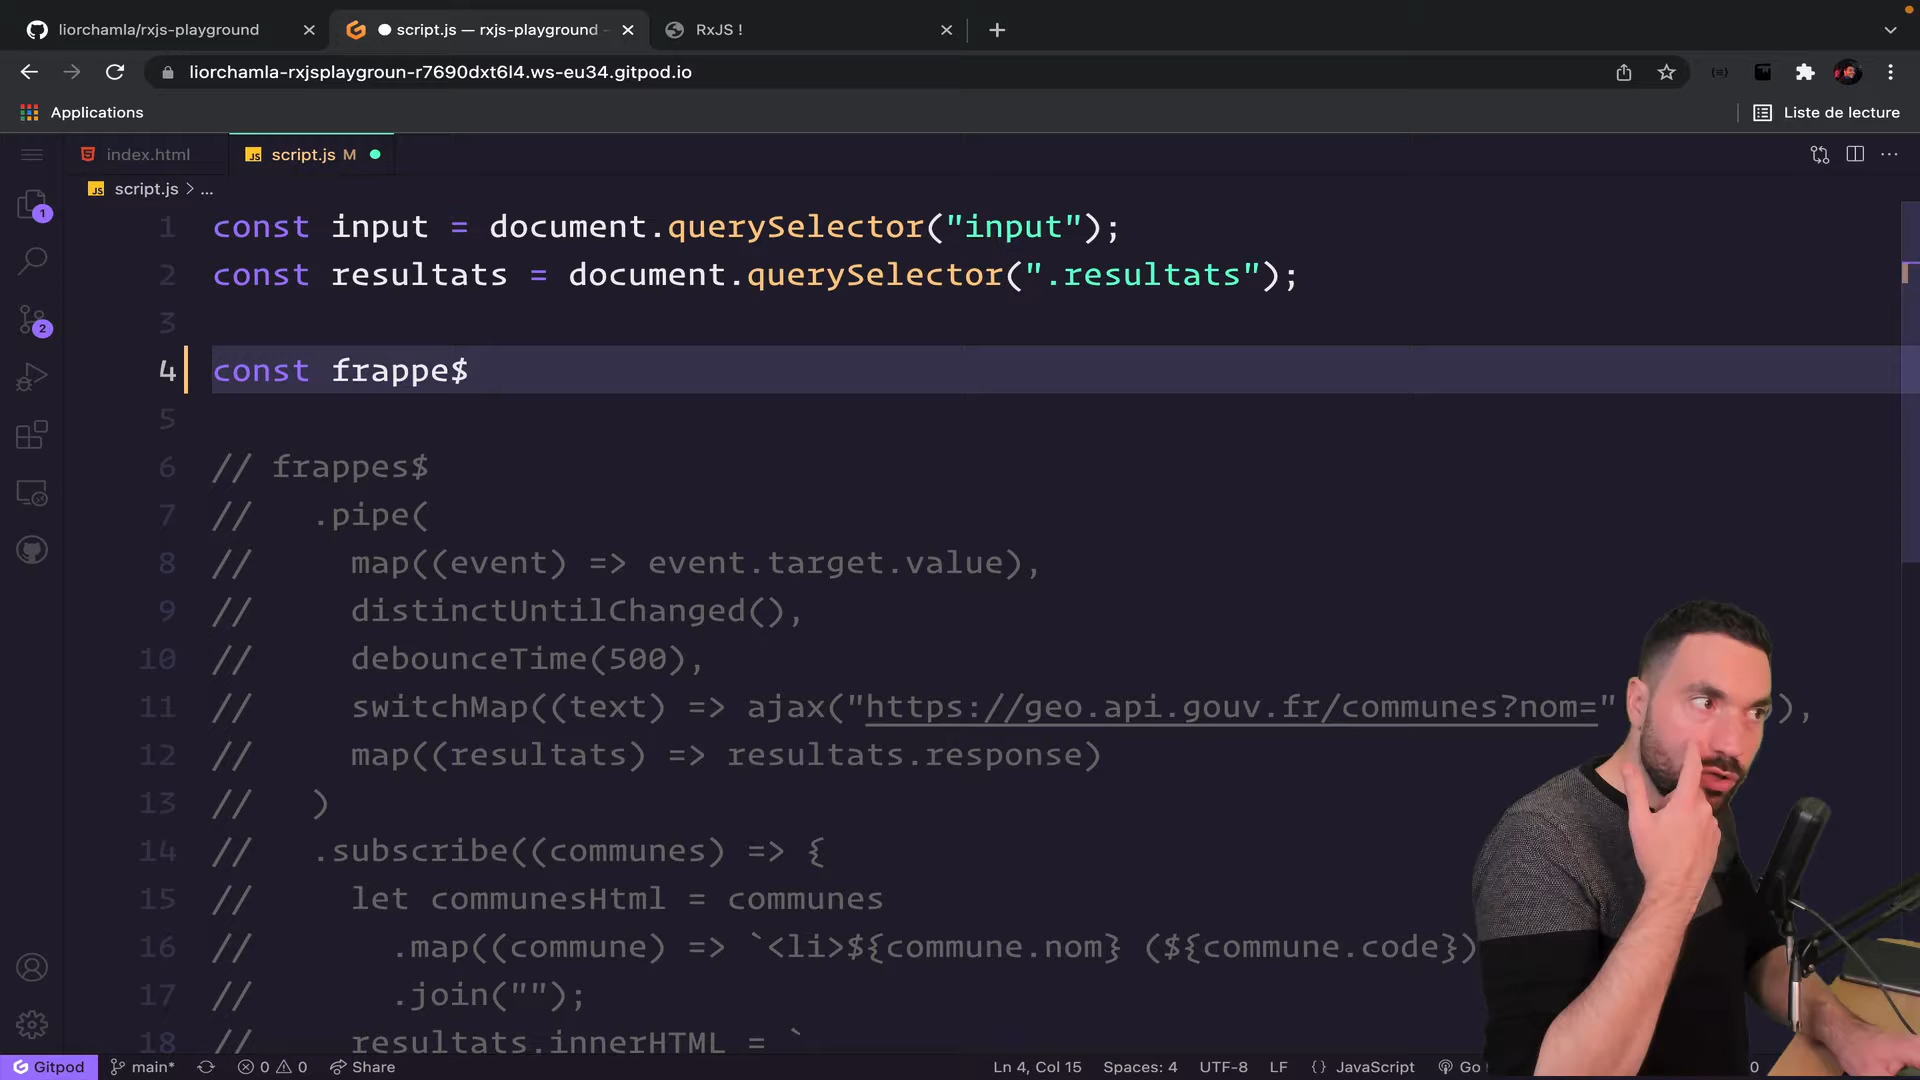 liorchamla/rxjs-playground
script.js — rxjs-playground
RxJS !
liorchamla-rxjsplaygroun-r7690dxt6l4.ws-eu34.gitpod.io
Applications
Liste de lecture
index.html
script.js M
script.js > ...
1 const input = document.querySelector("input");
2 const resultats = document.querySelector(".resultats");
3
4 const frappe$
5
6 // frappes$
7 // .pipe(
8 // map((event) => event.target.value),
9 // distinctUntilChanged(),
10 // debounceTime(500),
11 // switchMap((text) => ajax("https://geo.api.gouv.fr/communes?nom=" ),
12 // map((resultats) => resultats.response)
13 // )
14 // .subscribe((communes) => {
15 // let communesHtml = communes
16 // .map((commune) => `<li>${commune.nom} (${commune.code})
17 // .join("");
18 // resultats.innerHTML = `
1
2
Gitpod main* 0 0 Share Ln 4, Col 15 Spaces: 4 UTF-8 LF {} JavaScript Go 0